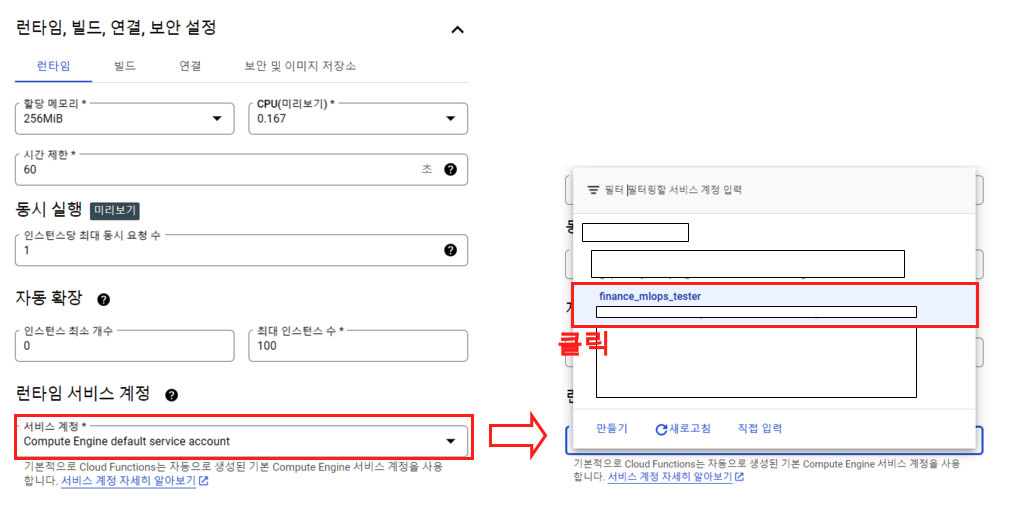 런타임, 빌드, 연결, 보안 설정
런타임 빌드 연결 보안 및 이미지 저장소
할당 메모리 *
256MiB
CPU(미리보기) *
0.167
시간 제한 *
60 초
동시 실행 미리보기
인스턴스당 최대 동시 요청 수
1
자동 확장
인스턴스 최소 개수
0
최대 인스턴스 수 *
100
런타임 서비스 계정
서비스 계정 *
Compute Engine default service account
기본적으로 Cloud Functions는 자동으로 생성된 기본 Compute Engine 서비스 계정을 사용
합니다. 서비스 계정 자세히 알아보기
필터 필터링할 서비스 계정 입력
finance_mlops_tester
클릭
만들기 새로고침 직접 입력
기본적으로 Cloud Functions는 자동으로 생성된 기본 Compute Engine 서비스 계정을 사용
합니다. 서비스 계정 자세히 알아보기